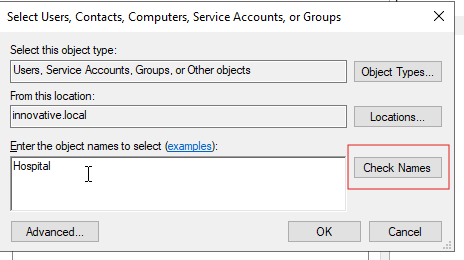 Select Users, Contacts, Computers, Service Accounts, or Groups
Select this object type:
Users, Service Accounts, Groups, or Other objects
Object Types...
From this location:
innovative.local
Locations...
Enter the object names to select (examples):
Hospital
Check Names
Advanced...
OK
Cancel